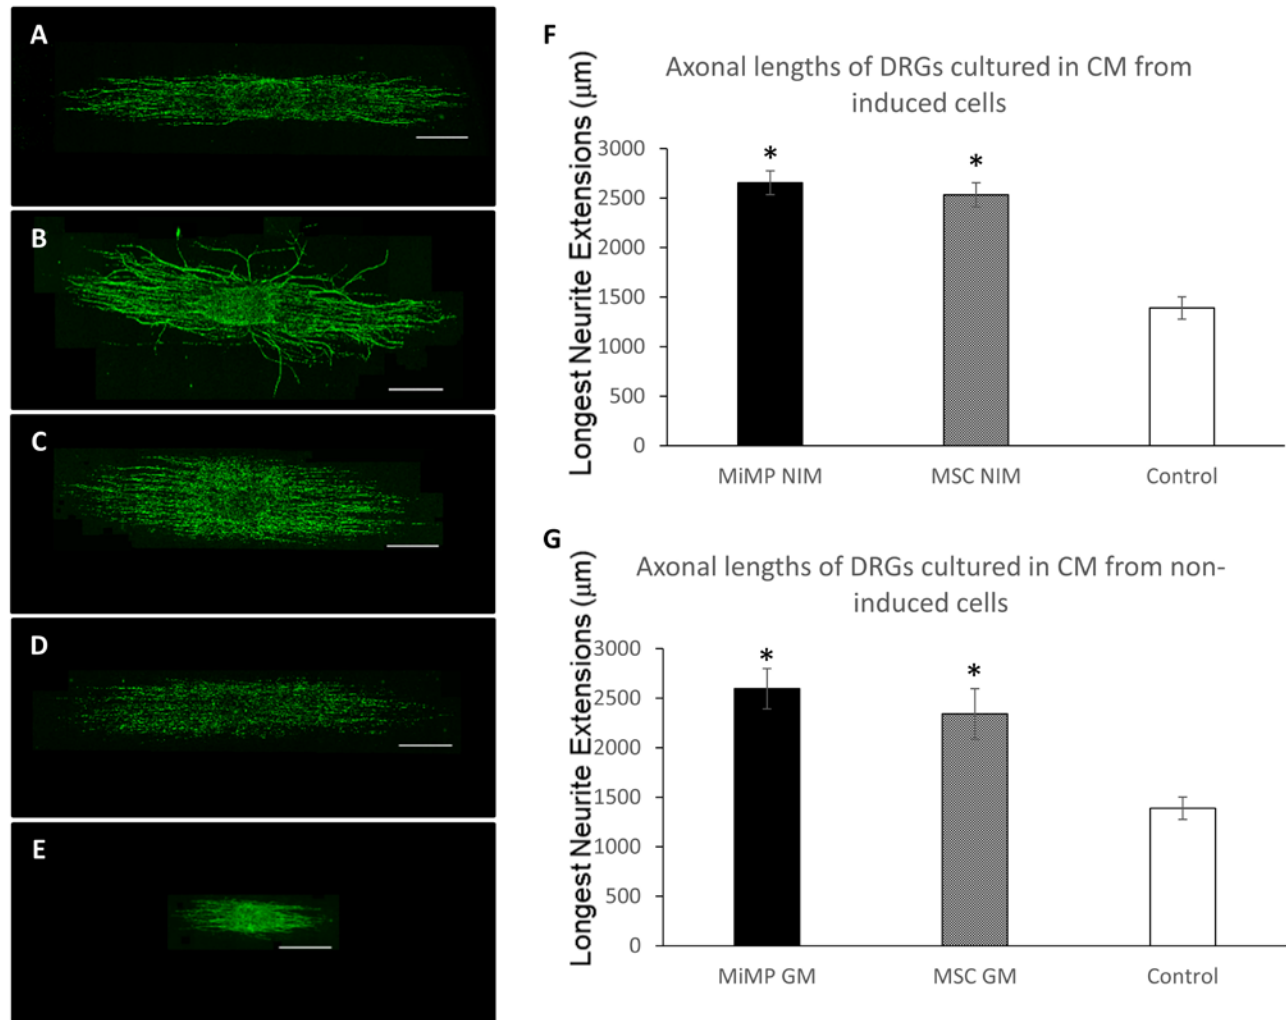 A
B
C
D
E
F
Axonal lengths of DRGs cultured in CM from
induced cells
Longest Neurite Extensions (μm)
3000
2500
2000
1500
1000
500
0
*
*
MiMP NIM
MSC NIM
Control
G
Axonal lengths of DRGs cultured in CM from non-
induced cells
Longest Neurite Extensions (μm)
3000
2500
2000
1500
1000
500
0
*
*
MiMP GM
MSC GM
Control